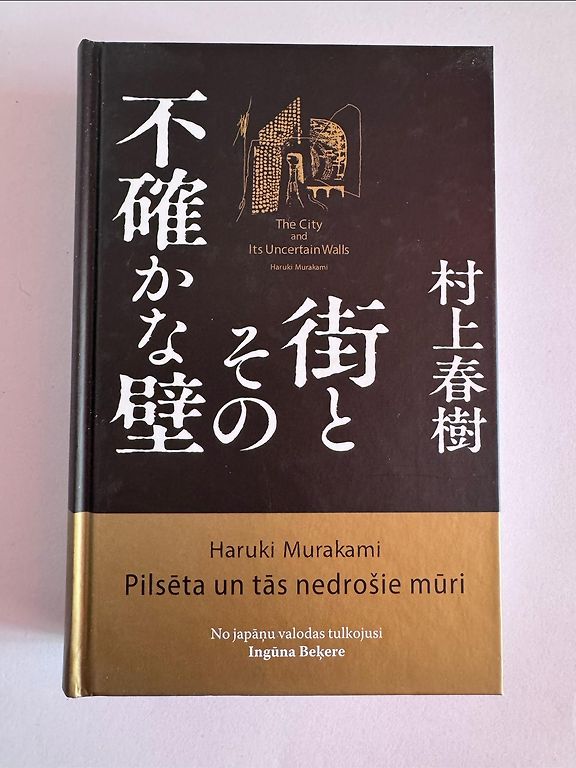 The City
and
Its Uncertain Walls
Haruki Murakami
街と
その
不確かな壁
村上春樹
Haruki Murakami
Pilsēta un tās nedrošie mūri
No japāņu valodas tulkojusi
Ingūna Beķere